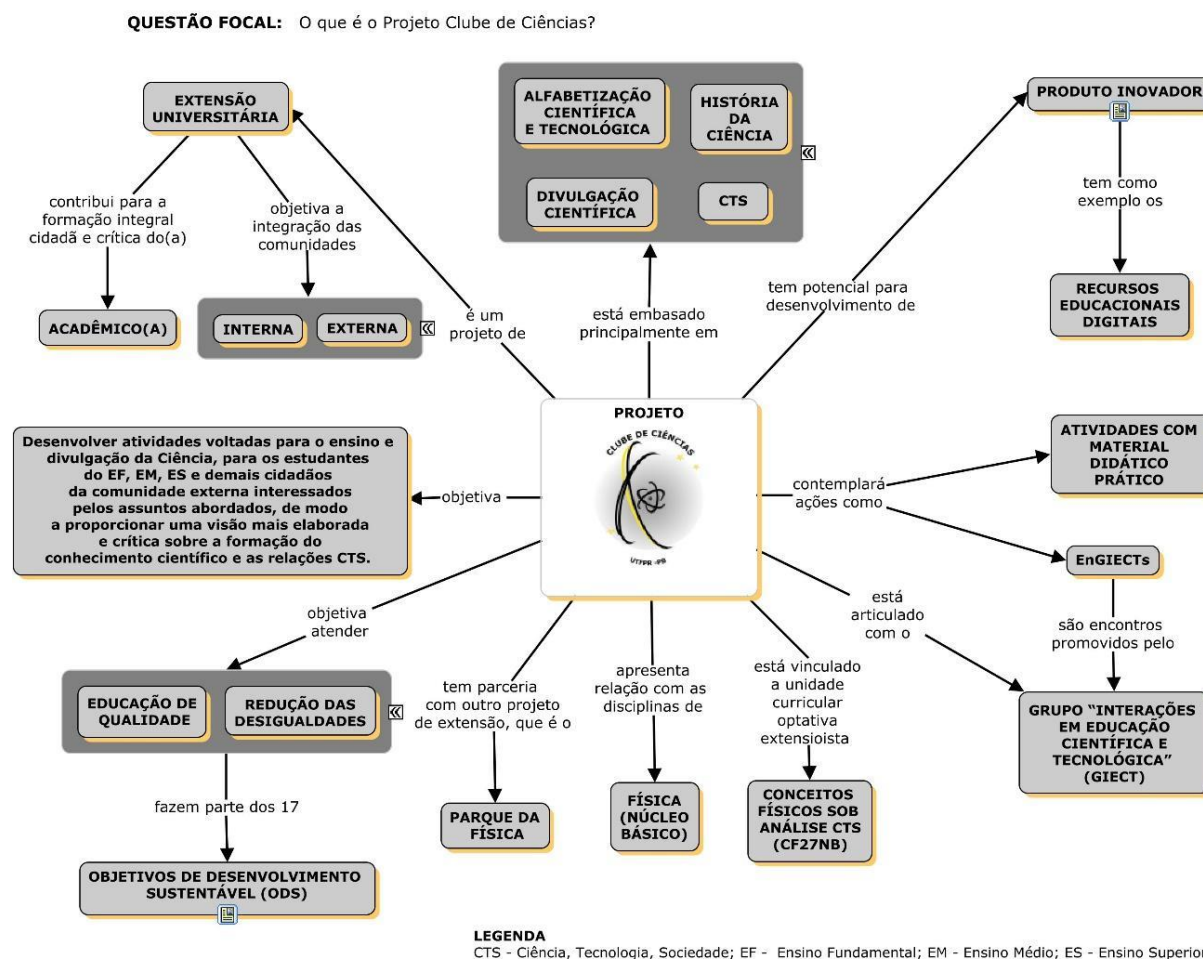 QUESTÃO FOCAL: O que é o Projeto Clube de Ciências?
EXTENSÃO
UNIVERSITÁRIA
contribui para a
formação integral
cidadã e crítica do(a)
ACADÊMICO(A)
objetiva a
integração das
comunidades
INTERNA
EXTERNA
é um
projeto de
ALFABETIZAÇÃO
CIENTÍFICA
E TECNOLÓGICA
HISTÓRIA
DA
CIÊNCIA
DIVULGAÇÃO
CIENTÍFICA
CTS
está embasado
principalmente em
PRODUTO INOVADOR
tem como
exemplo os
RECURSOS
EDUCACIONAIS
DIGITAIS
tem potencial para
desenvolvimento de
PROJETO
CLUBE DE CIÊNCIAS
UTFPR -PB
Desenvolver atividades voltadas para o ensino e
divulgação da Ciência, para os estudantes
do EF, EM, ES e demais cidadãos
da comunidade externa interessados
pelos assuntos abordados, de modo
a proporcionar uma visão mais elaborada
e crítica sobre a formação do
conhecimento científico e as relações CTS.
objetiva
contemplará
ações como
ATIVIDADES COM
MATERIAL
DIDÁTICO
PRÁTICO
EnGIECTs
são encontros
promovidos pelo
está
articulado
com o
GRUPO “INTERAÇÕES
EM EDUCAÇÃO
CIENTÍFICA E
TECNOLÓGICA”
(GIECT)
objetiva
atender
EDUCAÇÃO DE
QUALIDADE
REDUÇÃO DAS
DESIGUALDADES
fazem parte dos 17
OBJETIVOS DE DESENVOLVIMENTO
SUSTENTÁVEL (ODS)
tem parceria
com outro projeto
de extensão, que é o
PARQUE DA
FÍSICA
apresenta
relação com as
disciplinas de
FÍSICA
(NÚCLEO
BÁSICO)
está vinculado
a unidade
curricular
optativa
extensioista
CONCEITOS
FÍSICOS SOB
ANÁLISE CTS
(CF27NB)
LEGENDA
CTS - Ciência, Tecnologia, Sociedade; EF - Ensino Fundamental; EM - Ensino Médio; ES - Ensino Superior